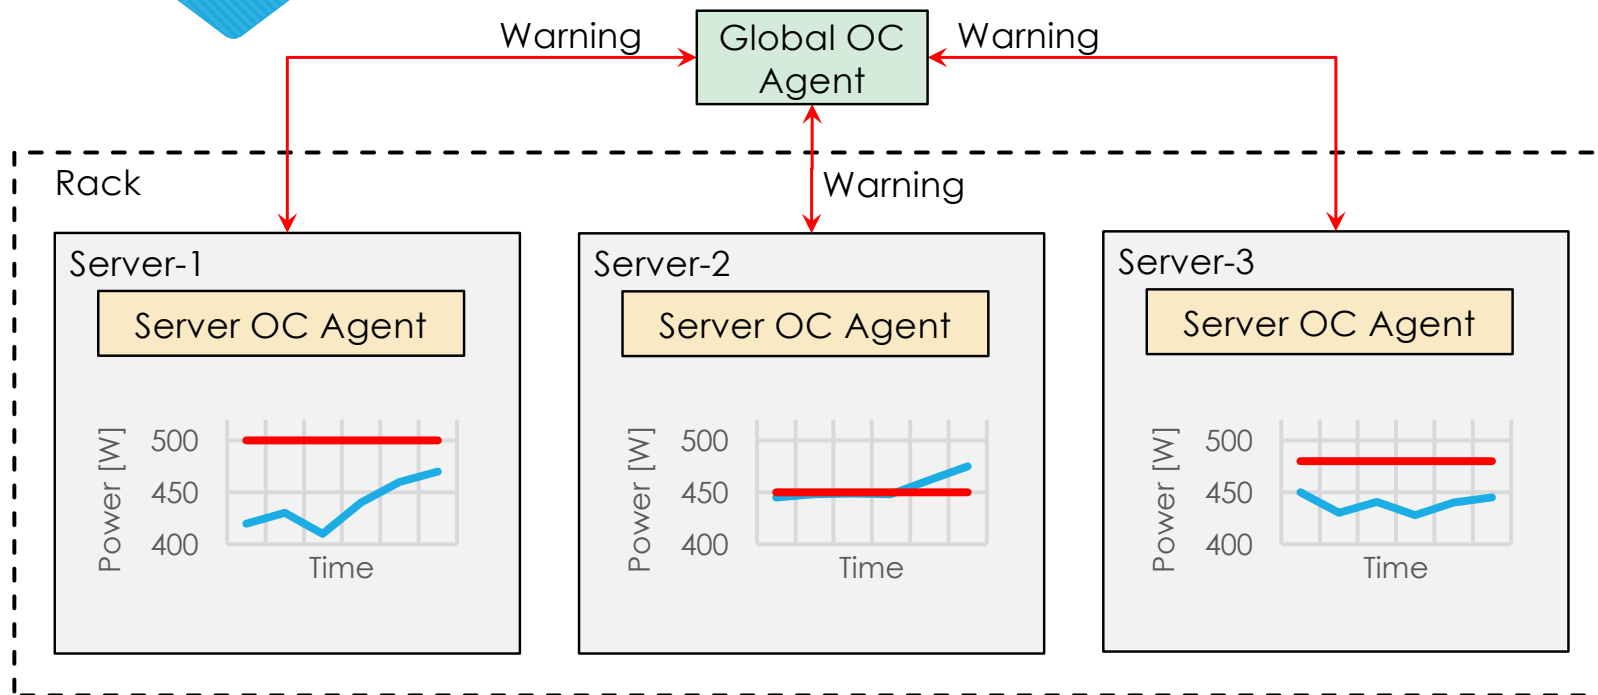 Warning
Global OC
Agent
Warning
Rack
Warning
Server-1
Server OC Agent
Power [W]
500
450
400
Time
Server-2
Server OC Agent
Power [W]
500
450
400
Time
Server-3
Server OC Agent
Power [W]
500
450
400
Time